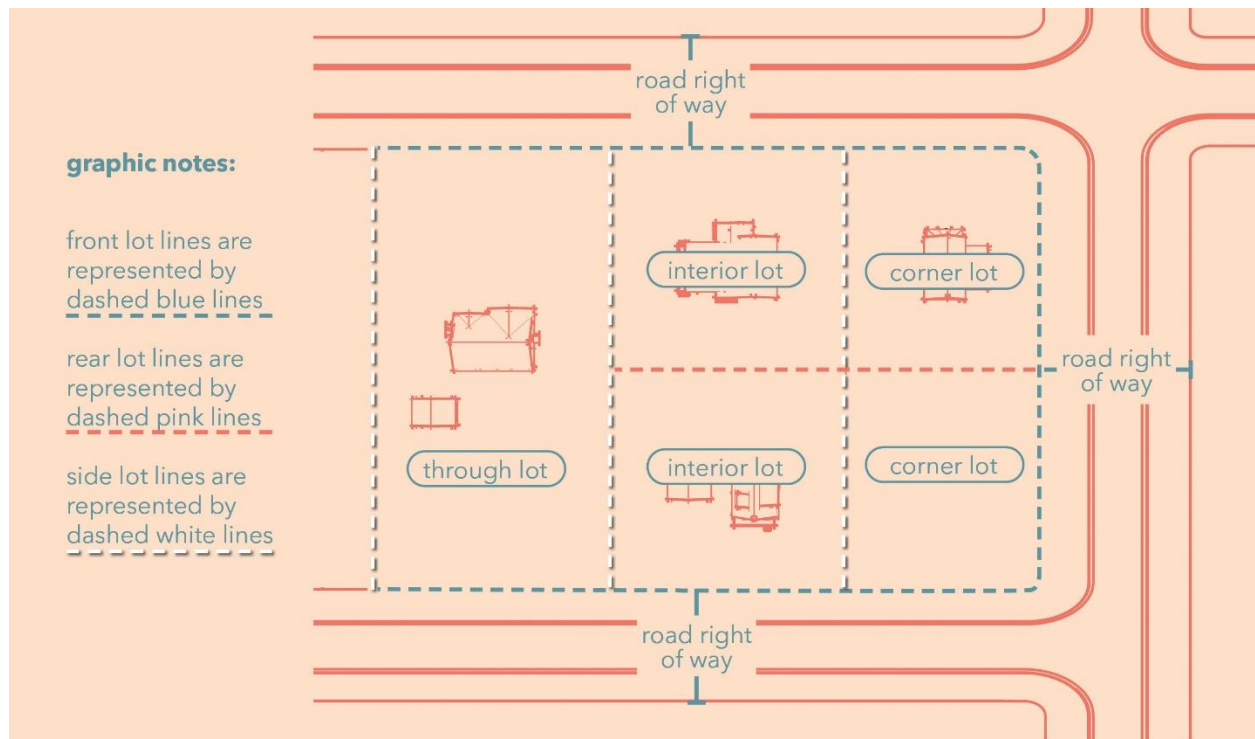 road right
of way
graphic notes:
front lot lines are
represented by
dashed blue lines
rear lot lines are
represented by
dashed pink lines
side lot lines are
represented by
dashed white lines
interior lot
corner lot
road right
of way
through lot
interior lot
corner lot
road right
of way